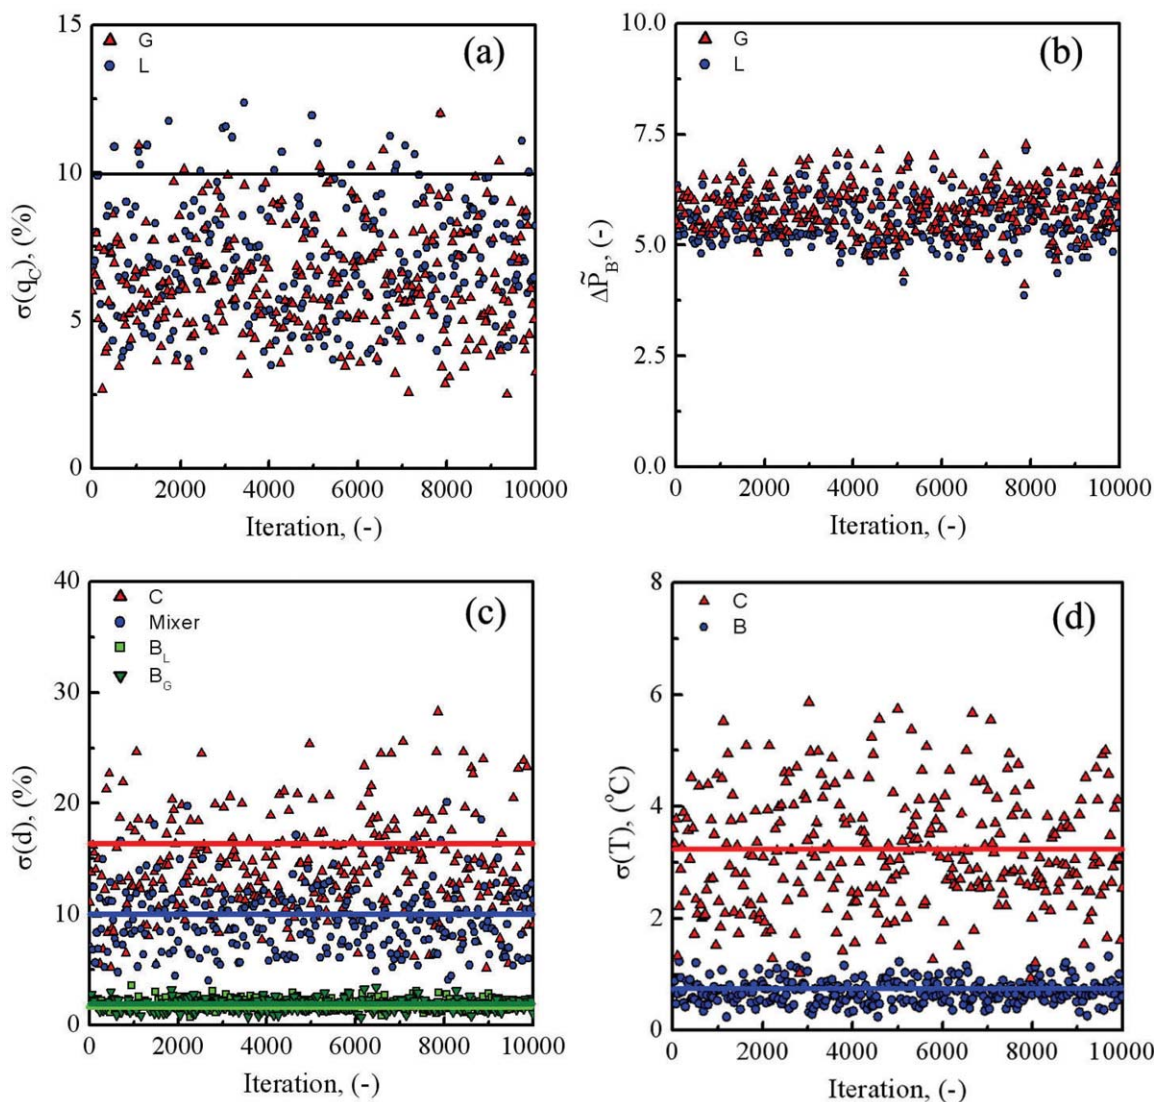 15
10
5
0
σ(q_C), (%)
G
L
(a)
0 2000 4000 6000 8000 10000
Iteration, (-)
10.0
7.5
5.0
2.5
0.0
ΔP̃_B, (-)
G
L
(b)
0 2000 4000 6000 8000 10000
Iteration, (-)
40
30
20
10
0
σ(d), (%)
C
Mixer
B_L
B_G
(c)
0 2000 4000 6000 8000 10000
Iteration, (-)
8
6
4
2
0
σ(T), (°C)
C
B
(d)
0 2000 4000 6000 8000 10000
Iteration, (-)